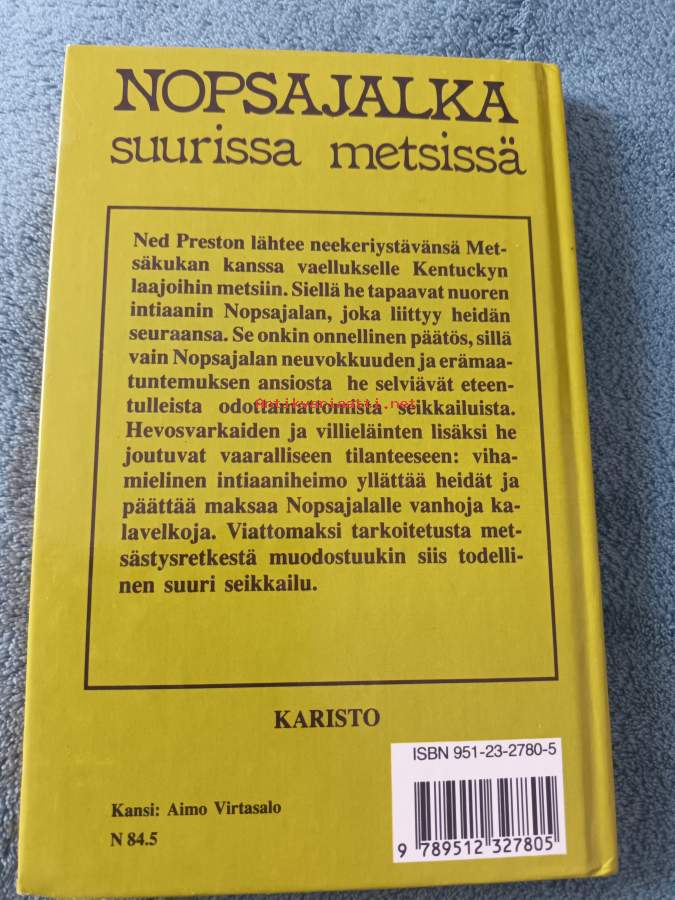 NOPSAJALKA
suurissa metsissä
Ned Preston lähtee neekeriystävänsä Met-
säkukan kanssa vaellukselle Kentuckyn
laajoihin metsiin. Siellä he tapaavat nuoren
intiaanin Nopsajalan, joka liittyy heidän
seuraansa. Se onkin onnellinen päätös, sillä
vain Nopsajalan neuvokkuuden ja erämaa-
tuntemuksen ansiosta he selviävät eteen-
tulleista odottamattomista seikkailuista.
Antikvariaatti.net
Hevosvarkaiden ja villieläinten lisäksi he
joutuvat vaaralliseen tilanteeseen: viha-
mielinen intiaaniheimo yllättää heidät ja
päättää maksaa Nopsajalalle vanhoja ka-
lavelkoja. Viattomaksi tarkoitetusta met-
sästysretkestä muodostuukin siis todelli-
nen suuri seikkailu.
KARISTO
ISBN 951-23-2780-5
Kansi: Aimo Virtasalo
N 84.5
9 789512 327805